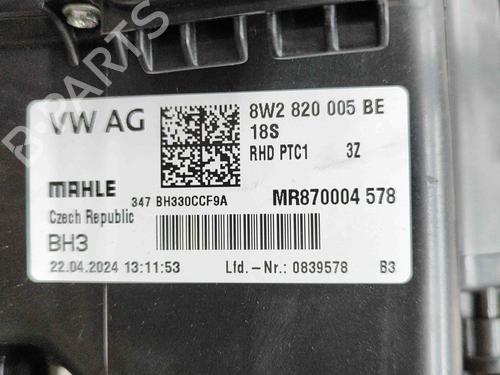 B-PARTS
VW AG
8W2 820 005 BE
18S
RHD PTC1 3Z
MAHLE
347 BH330CCF9A
MR870004 578
Czech Republic
BH3
22.04.2024 13:11:53
Lfd.-Nr.: 0839578 B3